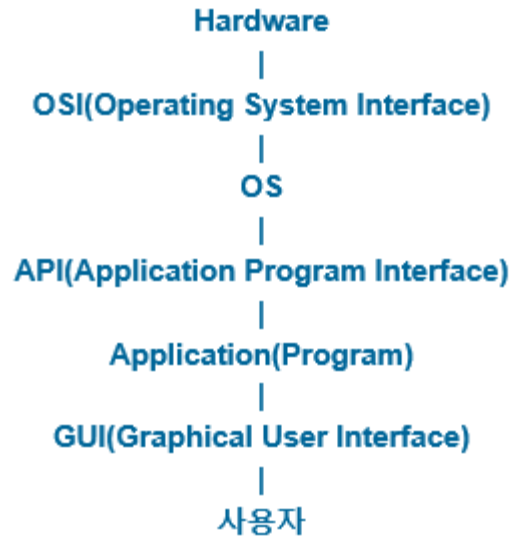 Hardware
OSI(Operating System Interface)
OS
API(Application Program Interface)
Application(Program)
GUI(Graphical User Interface)
사용자